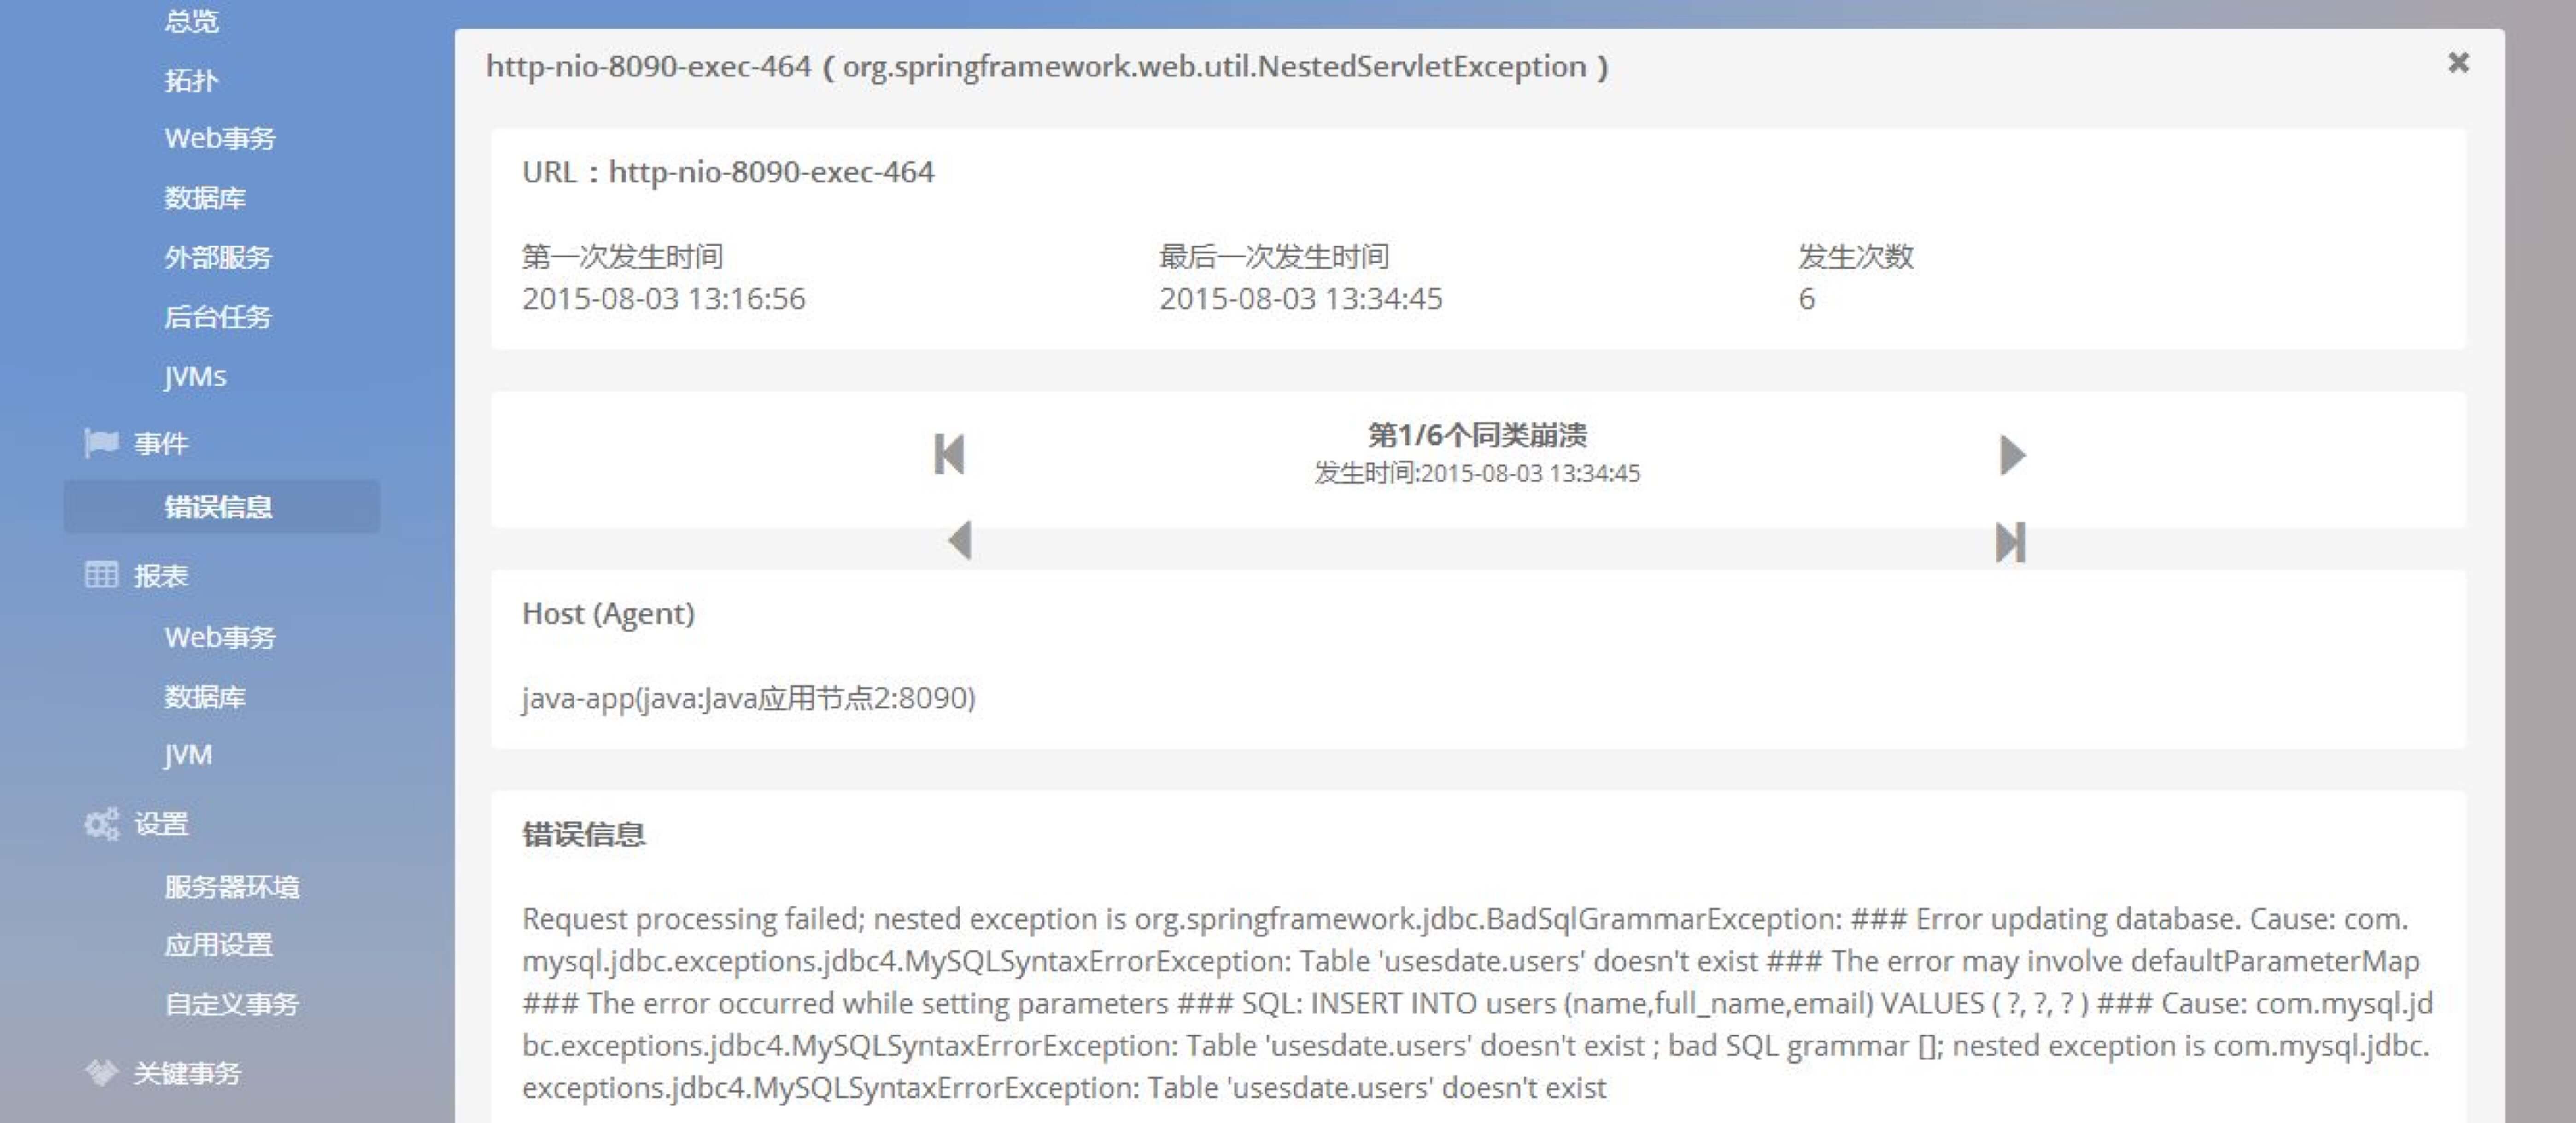 总览
拓扑
Web事务
数据库
外部服务
后台任务
JVMs
事件
错误信息
报表
Web事务
数据库
JVM
设置
服务器环境
应用设置
自定义事务
关键事务
http-nio-8090-exec-464 ( org.springframework.web.util.NestedServletException )
URL：http-nio-8090-exec-464
第一次发生时间
2015-08-03 13:16:56
最后一次发生时间
2015-08-03 13:34:45
发生次数
6
第1/6个同类崩溃
发生时间:2015-08-03 13:34:45
Host (Agent)
java-app(java:Java应用节点2:8090)
错误信息
Request processing failed; nested exception is org.springframework.jdbc.BadSqlGrammarException: ### Error updating database. Cause: com.
mysql.jdbc.exceptions.jdbc4.MySQLSyntaxErrorException: Table 'usesdate.users' doesn't exist ### The error may involve defaultParameterMap
### The error occurred while setting parameters ### SQL: INSERT INTO users (name,full_name,email) VALUES ( ?, ?, ? ) ### Cause: com.mysql.jd
bc.exceptions.jdbc4.MySQLSyntaxErrorException: Table 'usesdate.users' doesn't exist ; bad SQL grammar []; nested exception is com.mysql.jdbc.
exceptions.jdbc4.MySQLSyntaxErrorException: Table 'usesdate.users' doesn't exist